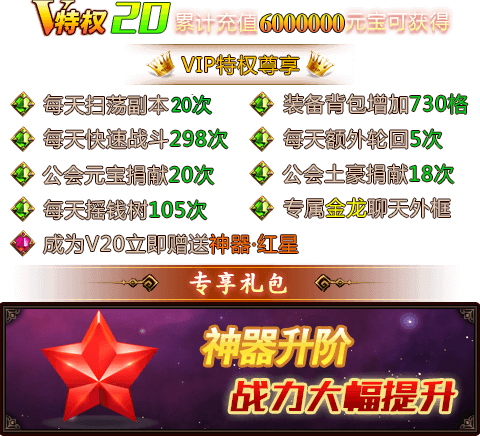 V特权 20 累计充值6000000元宝可获得
VIP特权尊享
每天扫荡副本20次
装备背包增加730格
每天快速战斗298次
每天额外轮回5次
公会元宝捐献20次
公会土豪捐献18次
每天摇钱树105次
专属金龙聊天外框
成为V20立即赠送神器·红星
专享礼包
神器升阶
战力大幅提升